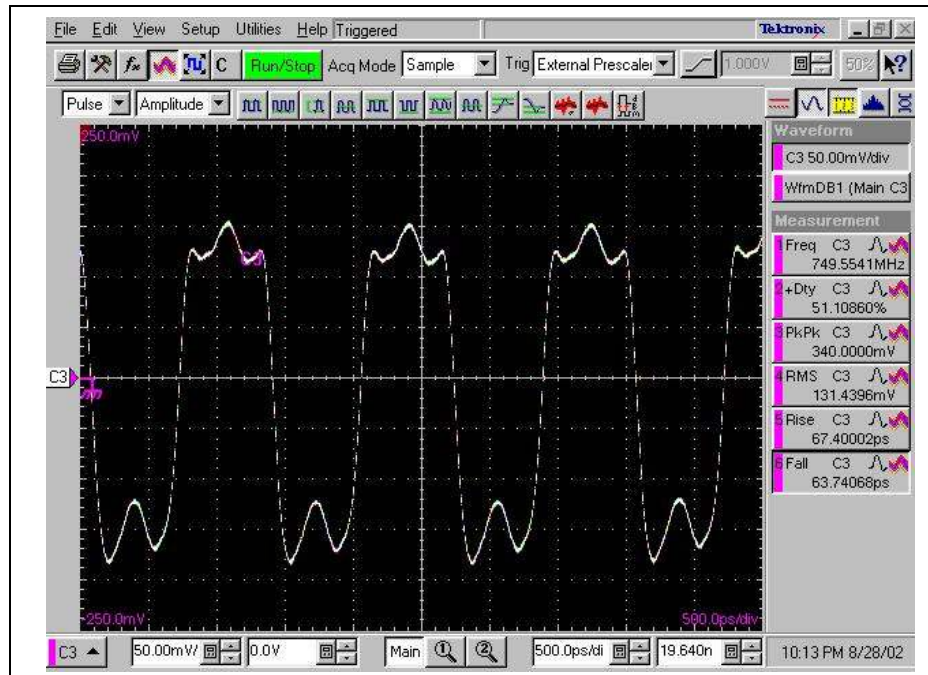 File Edit View Setup Utilities Help Triggered Tektronix
C Run/Stop Acq Mode Sample Trig External Prescaler 1.000V 50% ?
Pulse Amplitude
250.0mV
C3
C3
-250.0mV 500.0ps/div
Waveform
C3 50.00mV/div
WfmDB1 (Main C3
Measurement
1 Freq C3
749.5541MHz
2 +Dty C3
51.10860%
3 PkPk C3
340.0000mV
4 RMS C3
131.4396mV
5 Rise C3
67.40002ps
6 Fall C3
63.74068ps
C3 50.00mV/ 0.0V Main 1 2 500.0ps/di 19.640n 10:13 PM 8/28/02